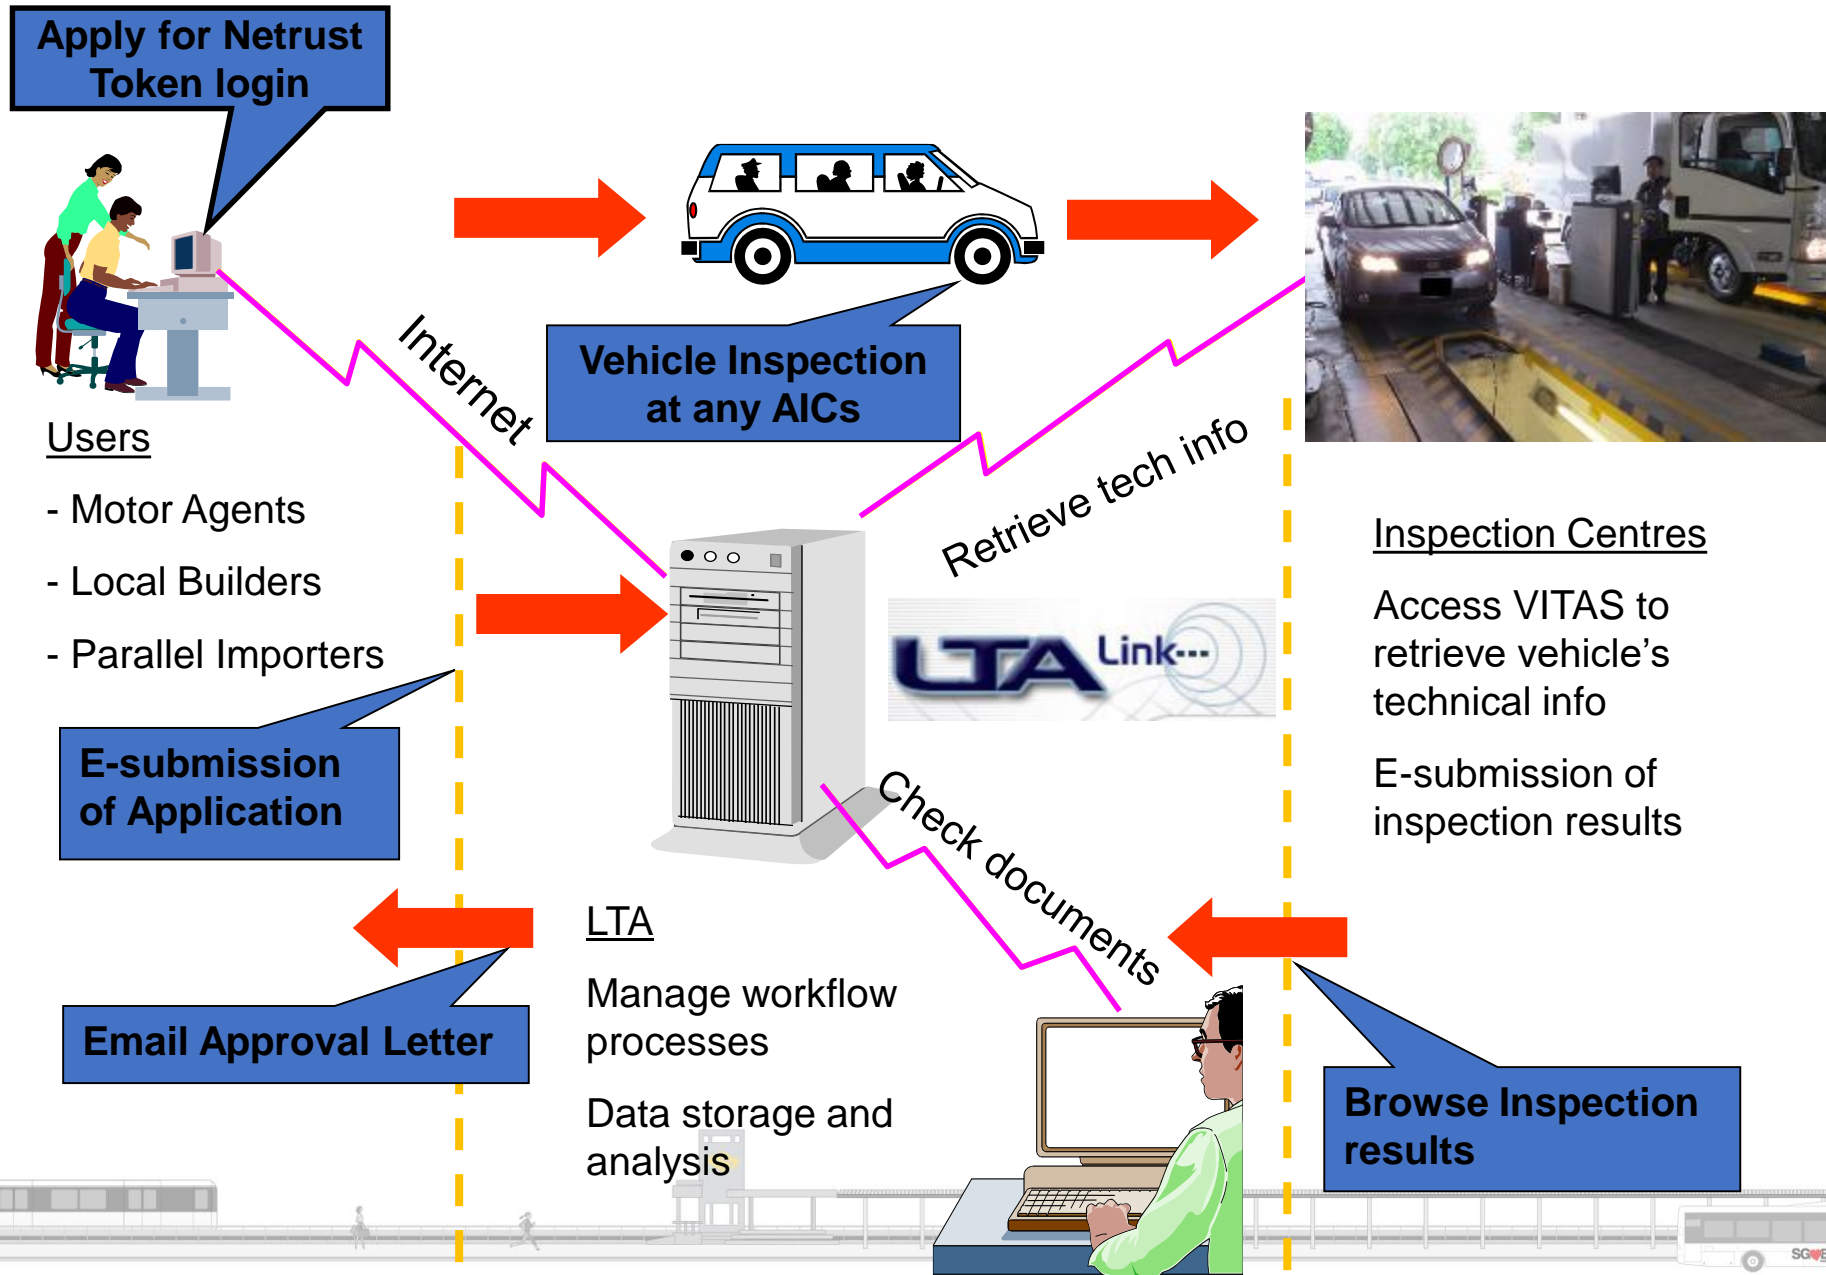 Apply for Netrust
Token login
Internet
Vehicle Inspection
at any AICs
Retrieve tech info
Users
- Motor Agents
- Local Builders
- Parallel Importers
E-submission
of Application
LTA Link
Inspection Centres
Access VITAS to
retrieve vehicle’s
technical info
E-submission of
inspection results
Check documents
Email Approval Letter
LTA
Manage workflow
processes
Data storage and
analysis
Browse Inspection
results